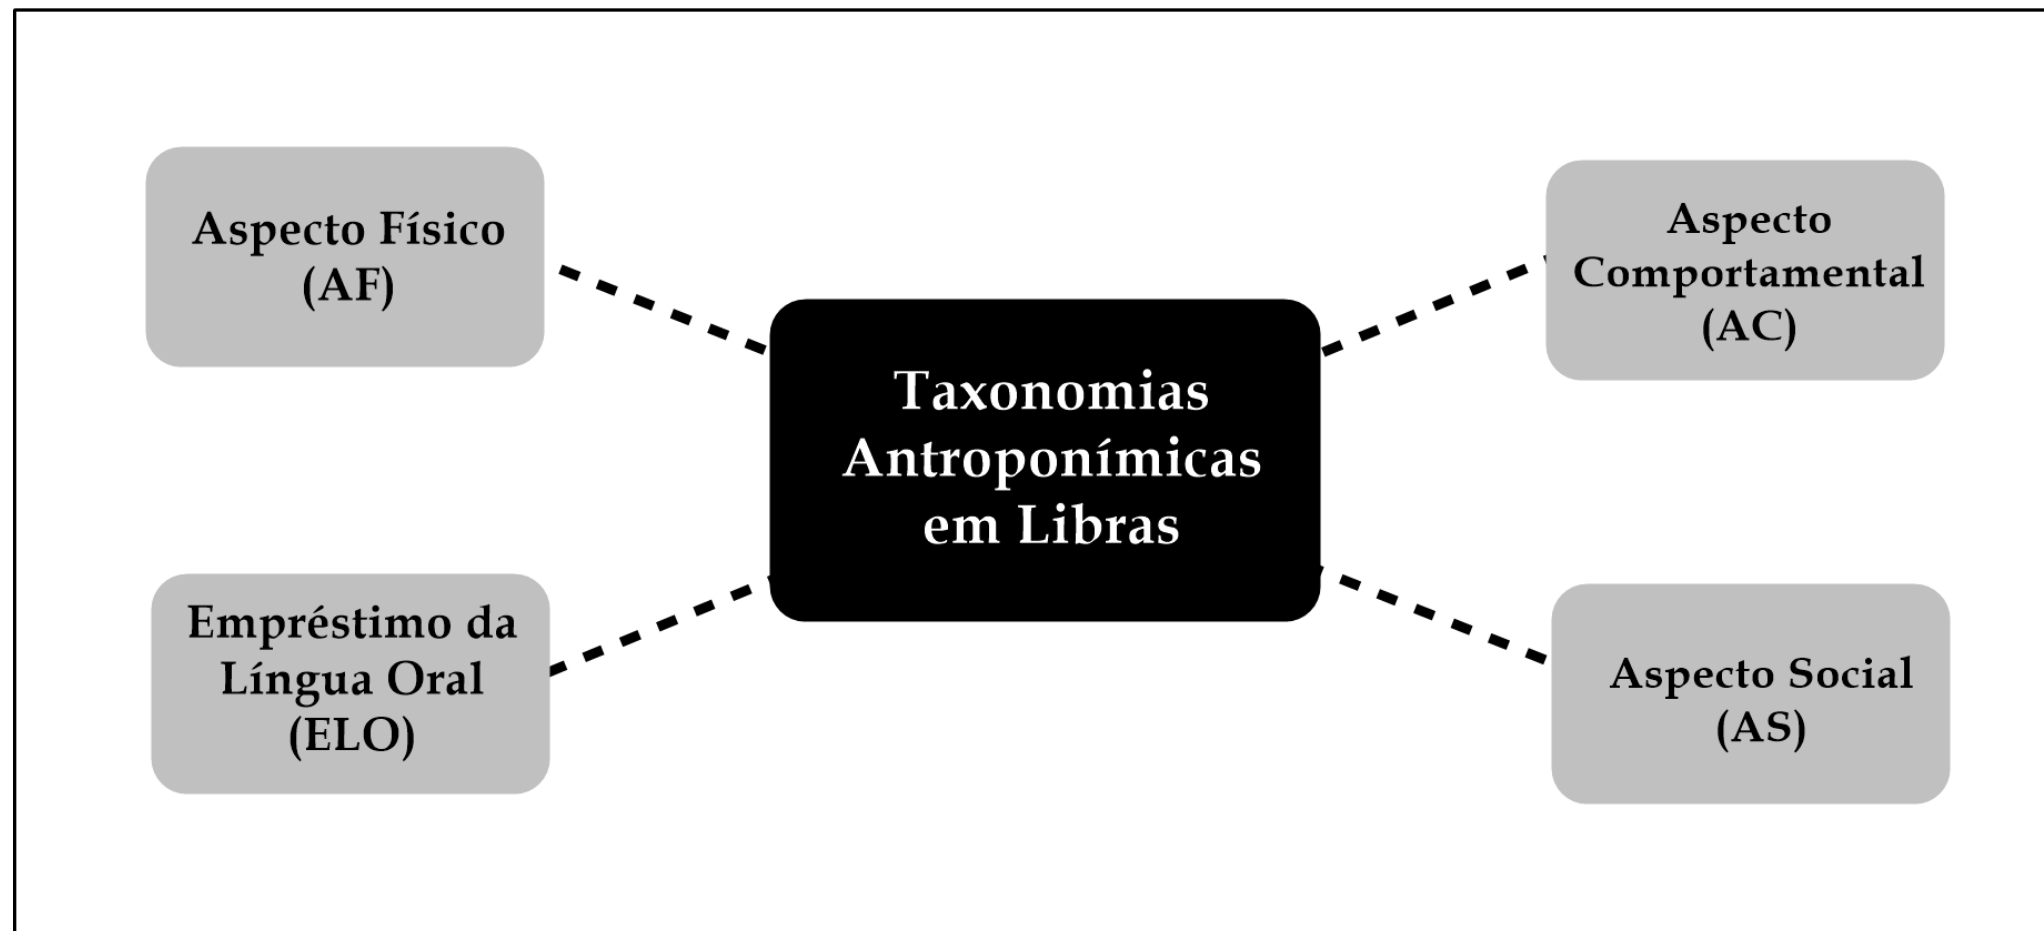 Aspecto Físico
(AF)
Aspecto
Comportamental
(AC)
Taxonomias
Antroponímicas
em Libras
Empréstimo da
Língua Oral
(ELO)
Aspecto Social
(AS)